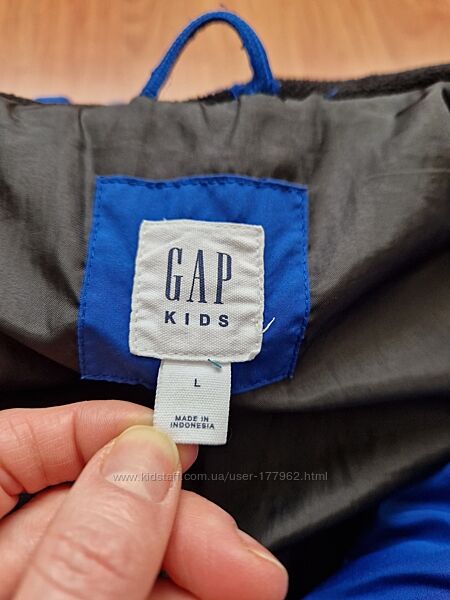 GAP
KIDS
L
MADE IN
INDONESIA
www.kidstaff.com.ua/user-177962.html